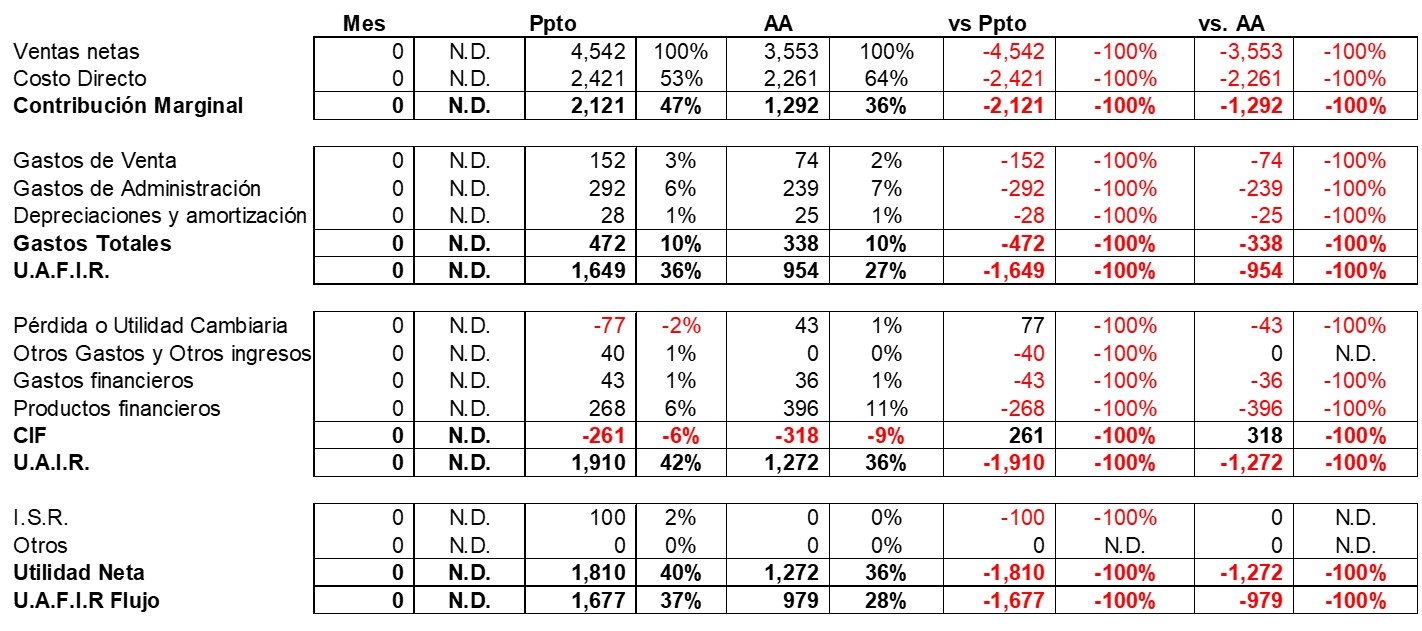 Mes Ppto AA vs Ppto vs. AA
Ventas netas 0 N.D. 4,542 100% 3,553 100% -4,542 -100% -3,553 -100%
Costo Directo 0 N.D. 2,421 53% 2,261 64% -2,421 -100% -2,261 -100%
Contribución Marginal 0 N.D. 2,121 47% 1,292 36% -2,121 -100% -1,292 -100%
Gastos de Venta 0 N.D. 152 3% 74 2% -152 -100% -74 -100%
Gastos de Administración 0 N.D. 292 6% 239 7% -292 -100% -239 -100%
Depreciaciones y amortización 0 N.D. 28 1% 25 1% -28 -100% -25 -100%
Gastos Totales 0 N.D. 472 10% 338 10% -472 -100% -338 -100%
U.A.F.I.R. 0 N.D. 1,649 36% 954 27% -1,649 -100% -954 -100%
Pérdida o Utilidad Cambiaria 0 N.D. -77 -2% 43 1% 77 -100% -43 -100%
Otros Gastos y Otros ingresos 0 N.D. 40 1% 0 0% -40 -100% 0 N.D.
Gastos financieros 0 N.D. 43 1% 36 1% -43 -100% -36 -100%
Productos financieros 0 N.D. 268 6% 396 11% -268 -100% -396 -100%
CIF 0 N.D. -261 -6% -318 -9% 261 -100% 318 -100%
U.A.I.R. 0 N.D. 1,910 42% 1,272 36% -1,910 -100% -1,272 -100%
I.S.R. 0 N.D. 100 2% 0 0% -100 -100% 0 N.D.
Otros 0 N.D. 0 0% 0 0% 0 N.D. 0 N.D.
Utilidad Neta 0 N.D. 1,810 40% 1,272 36% -1,810 -100% -1,272 -100%
U.A.F.I.R Flujo 0 N.D. 1,677 37% 979 28% -1,677 -100% -979 -100%